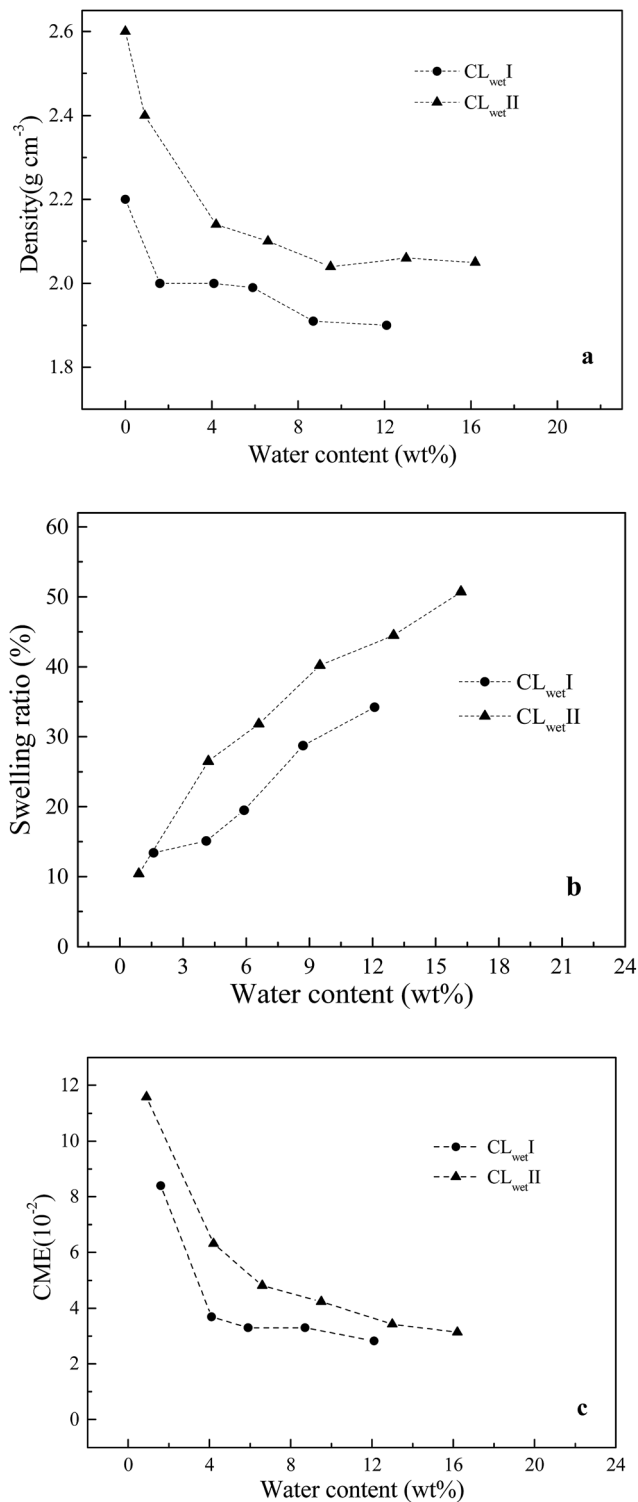 2.6
2.4
2.2
2.0
1.8
Density(g cm-3)
CLwetI
CLwetII
a
0 4 8 12 16 20
Water content (wt%)
60
50
40
30
20
10
0
Swelling ratio (%)
CLwetI
CLwetII
b
0 3 6 9 12 15 18 21 24
Water content (wt%)
12
10
8
6
4
2
0
CME(10-2)
CLwetI
CLwetII
c
0 4 8 12 16 20 24
Water content (wt%)